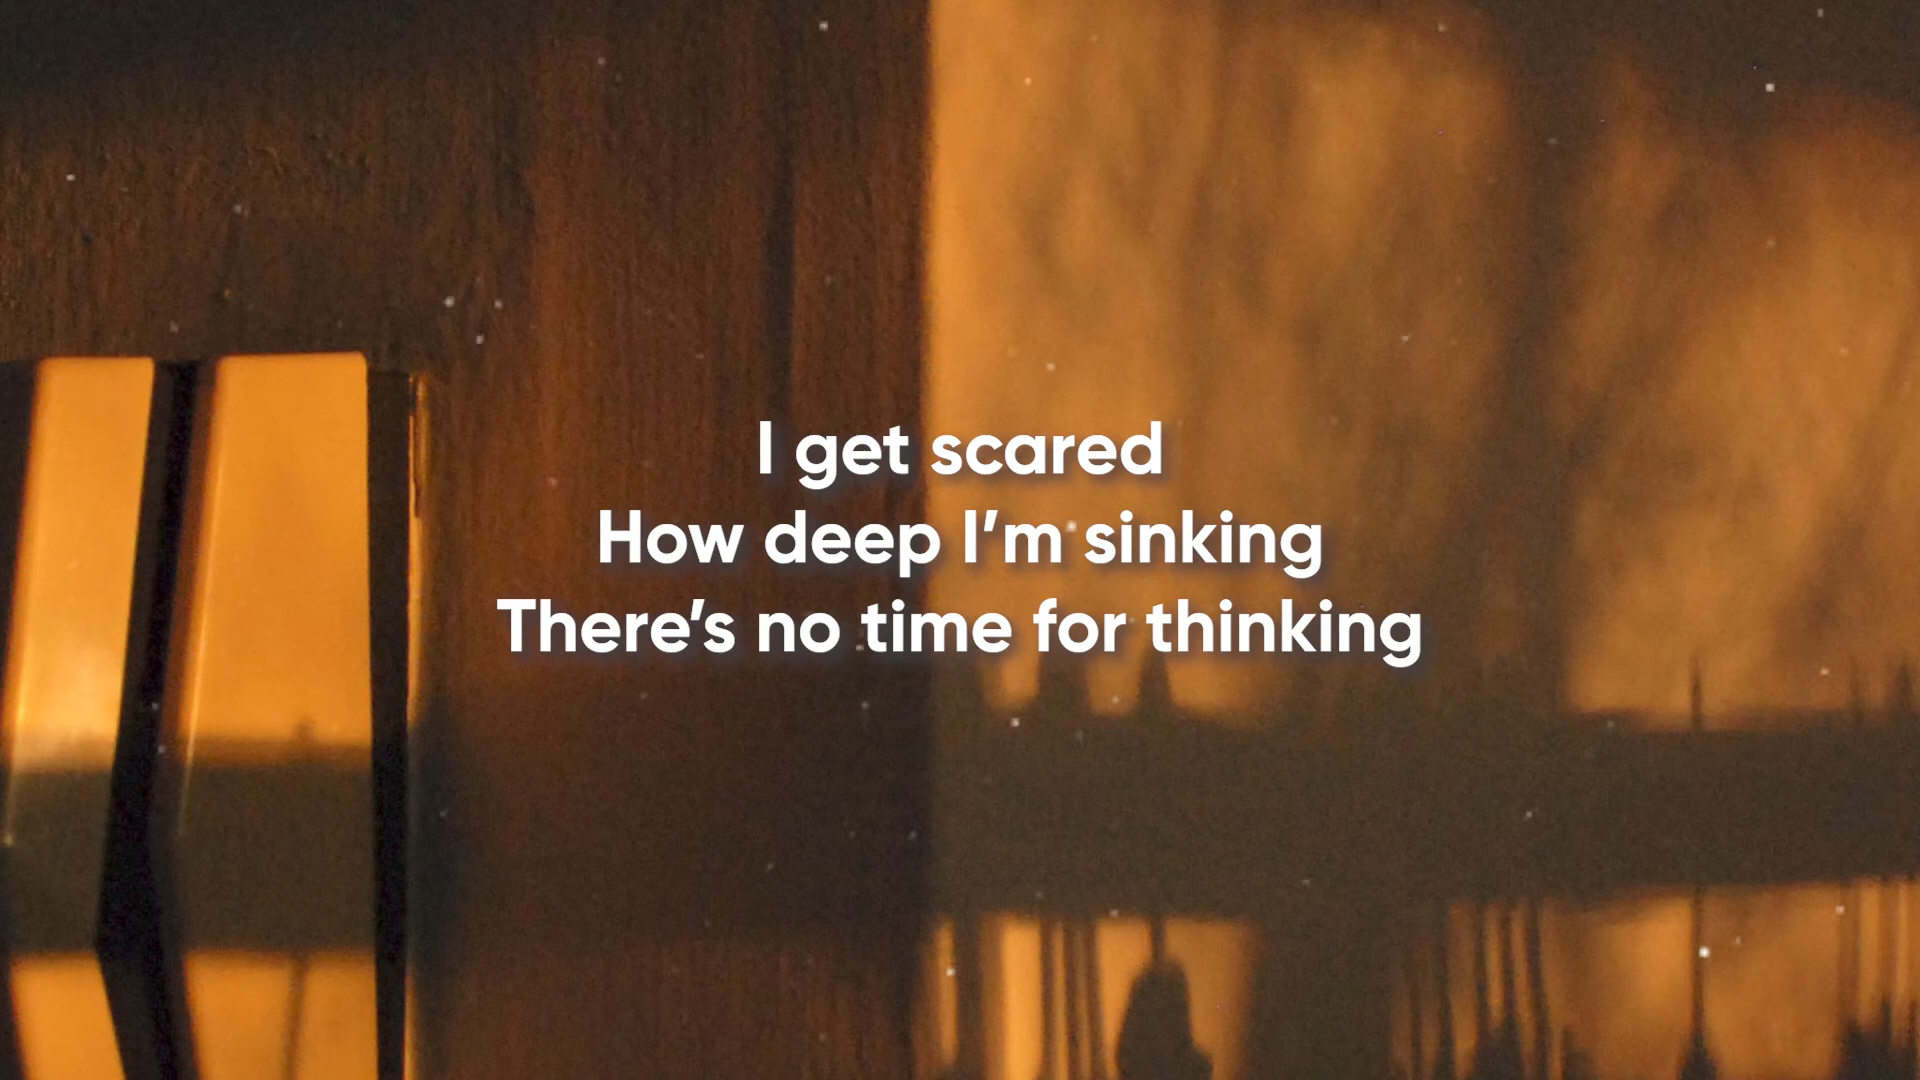 I get scared
How deep I’m sinking
There’s no time for thinking